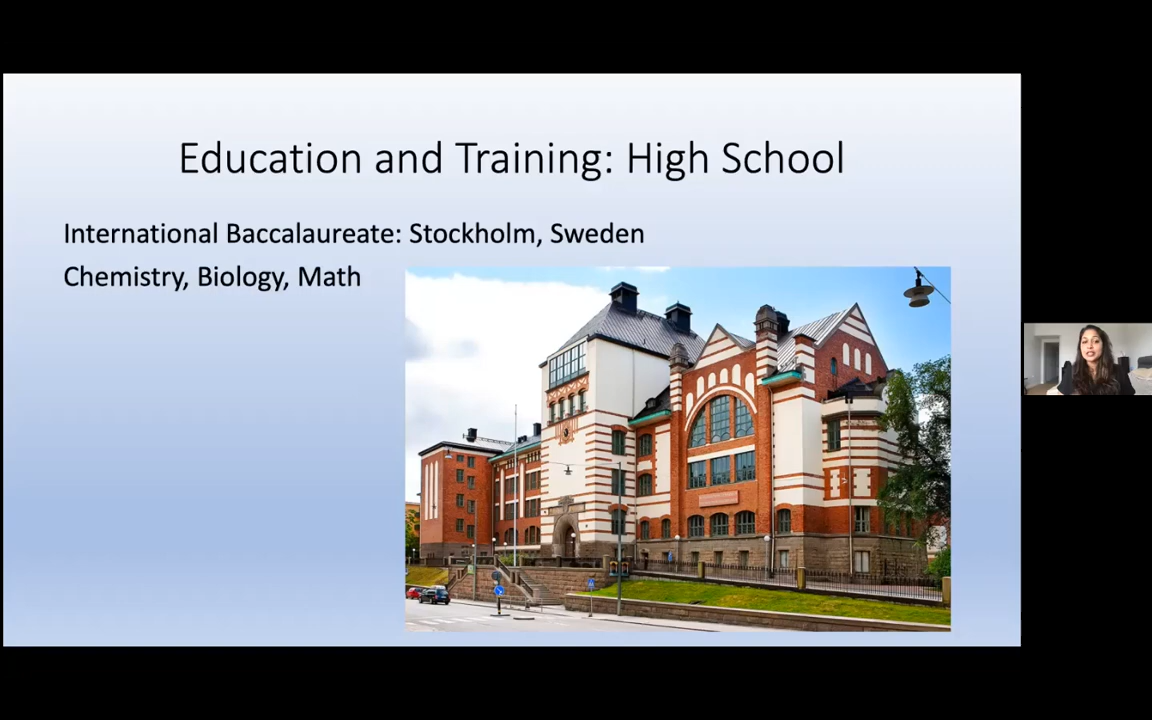 Education and Training: High School
International Baccalaureate: Stockholm, Sweden
Chemistry, Biology, Math